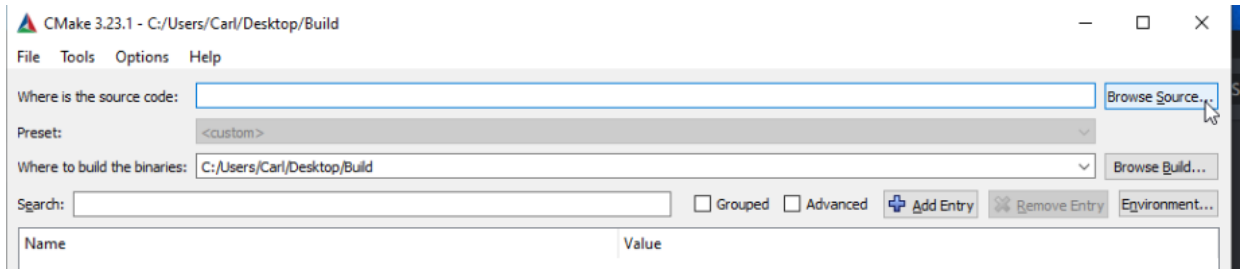 CMake 3.23.1 - C:/Users/Carl/Desktop/Build
File Tools Options Help
Where is the source code: Browse Source...
Preset: <custom>
Where to build the binaries: C:/Users/Carl/Desktop/Build Browse Build...
Search: Grouped Advanced Add Entry Remove Entry Environment...
Name Value